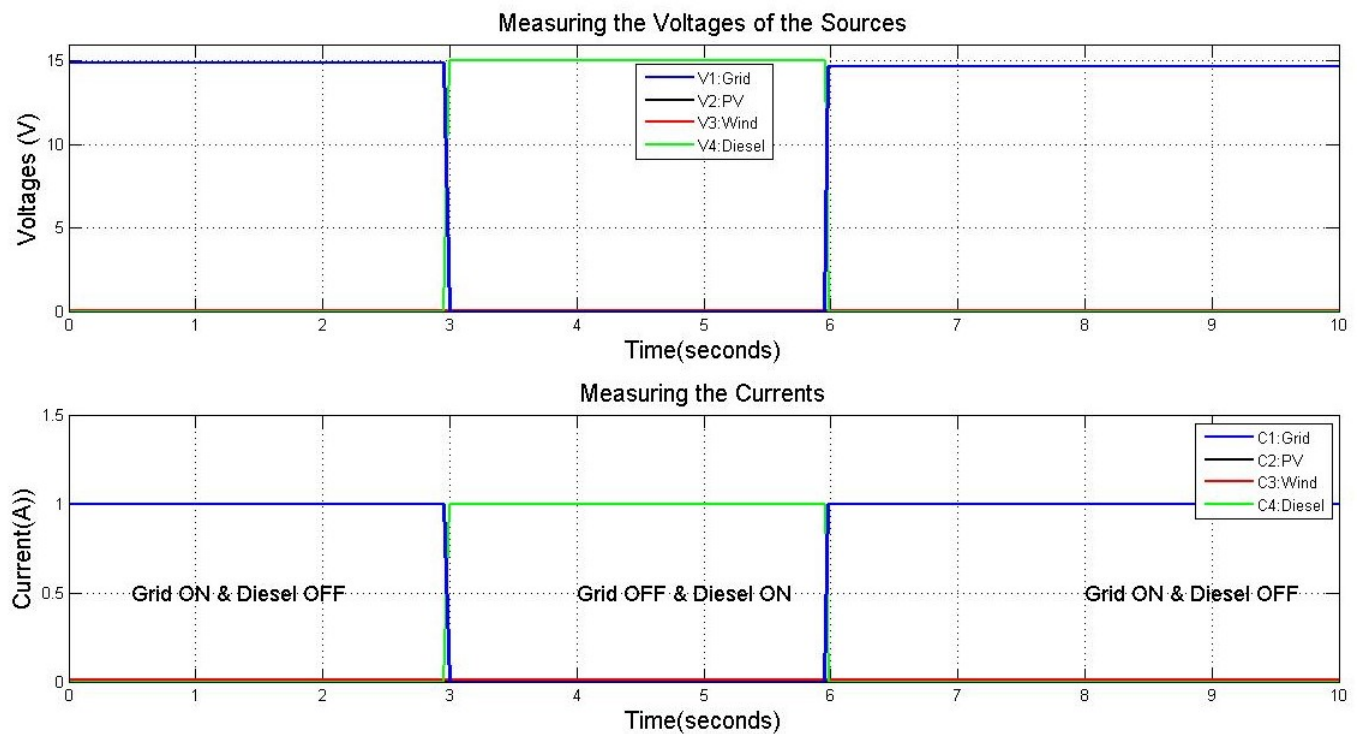 Measuring the Voltages of the Sources
Voltages (V)
15
10
5
0
V1:Grid
V2:PV
V3:Wind
V4:Diesel
0 1 2 3 4 5 6 7 8 9 10
Time(seconds)
Measuring the Currents
Current(A))
1.5
1
0.5
0
C1:Grid
C2:PV
C3:Wind
C4:Diesel
Grid ON & Diesel OFF
Grid OFF & Diesel ON
Grid ON & Diesel OFF
0 1 2 3 4 5 6 7 8 9 10
Time(seconds)